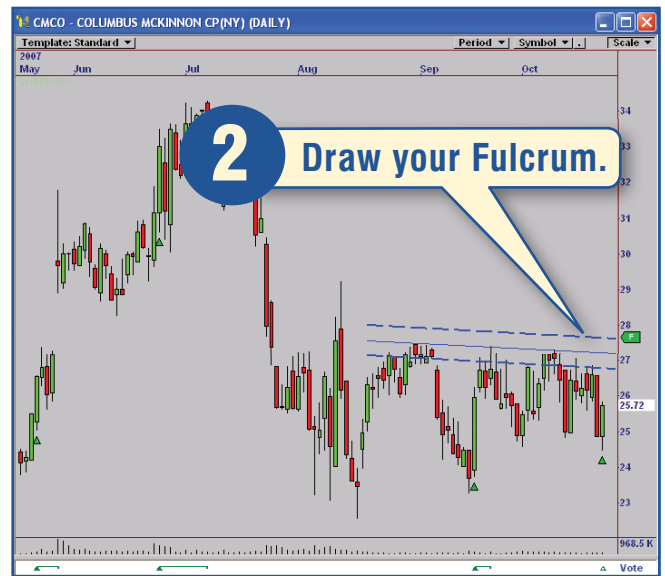 CMCO - COLUMBUS MCKINNON CP(NY) (DAILY)
Template: Standard Period Symbol . Scale
2007
May Jun Jul Aug Sep Oct
2 Draw your Fulcrum.
34
33
32
31
30
29
28
F
27
26
25.72
25
24
23
968.5 K
Vote